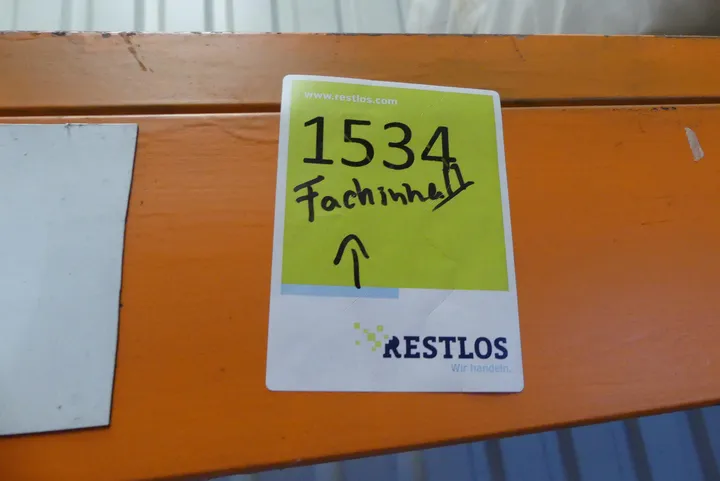 www.restlos.com
1534
Fachinhalt
↑
RESTLOS
Wir handeln.